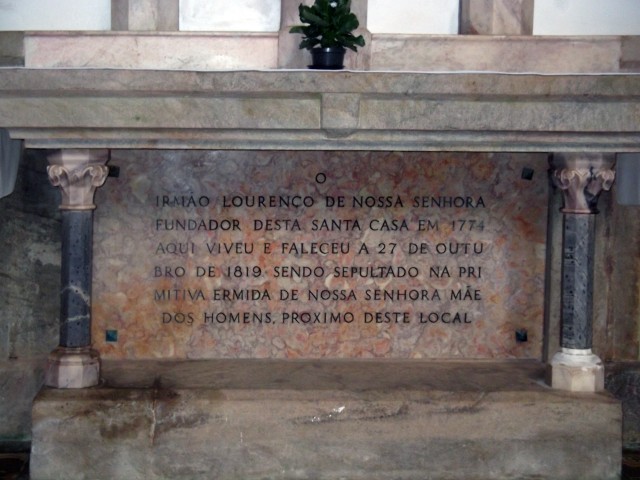 O
IRMÃO LOURENÇO DE NOSSA SENHORA
FUNDADOR DESTA SANTA CASA EM 1774
AQUI VIVEU E FALECEU A 27 DE OUTU
BRO DE 1819 SENDO SEPULTADO NA PRI
MITIVA ERMIDA DE NOSSA SENHORA MÃE
DOS HOMENS, PROXIMO DESTE LOCAL